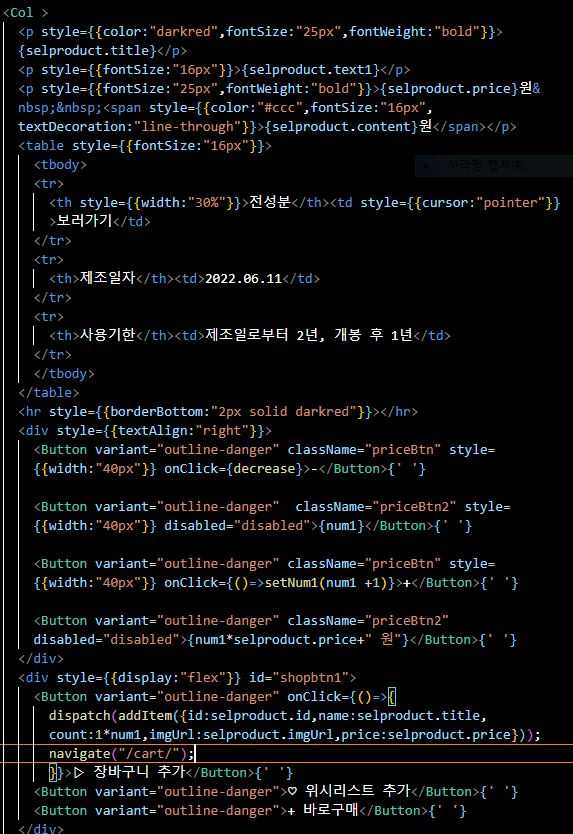 <Col >
<p style={{color:"darkred",fontSize:"25px",fontWeight:"bold"}}>
{selproduct.title}</p>
<p style={{fontSize:"16px"}}>{selproduct.text1}</p>
<p style={{fontSize:"25px",fontWeight:"bold"}}>{selproduct.price}원&
nbsp;&nbsp;<span style={{color:"#ccc",fontSize:"16px",
textDecoration:"line-through"}}>{selproduct.content}원</span></p>
<table style={{fontSize:"16px"}}>
<tbody>
사각형 캡처(R)
<tr>
<th style={{width:"30%"}}>전성분</th><td style={{cursor:"pointer"}}
>보러가기</td>
</tr>
<tr>
<th>제조일자</th><td>2022.06.11</td>
</tr>
<tr>
<th>사용기한</th><td>제조일로부터 2년, 개봉 후 1년</td>
</tr>
</tbody>
</table>
<hr style={{borderBottom:"2px solid darkred"}}></hr>
<div style={{textAlign:"right"}}>
<Button variant="outline-danger" className="priceBtn" style=
{{width:"40px"}} onClick={decrease}>-</Button>{' '}
<Button variant="outline-danger"  className="priceBtn2" style=
{{width:"40px"}} disabled="disabled">{num1}</Button>{' '}
<Button variant="outline-danger" className="priceBtn" style=
{{width:"40px"}} onClick={()=>setNum1(num1 +1)}>+</Button>{' '}
<Button variant="outline-danger" className="priceBtn2"
disabled="disabled">{num1*selproduct.price+" 원"}</Button>{' '}
</div>
<div style={{display:"flex"}} id="shopbtn1">
<Button variant="outline-danger" onClick={()=>{
dispatch(addItem({id:selproduct.id,name:selproduct.title,
count:1*num1,imgUrl:selproduct.imgUrl,price:selproduct.price}));
navigate("/cart/");
}}>▷ 장바구니 추가</Button>{' '}
<Button variant="outline-danger">♡ 위시리스트 추가</Button>{' '}
<Button variant="outline-danger">+ 바로구매</Button>{' '}
</div>